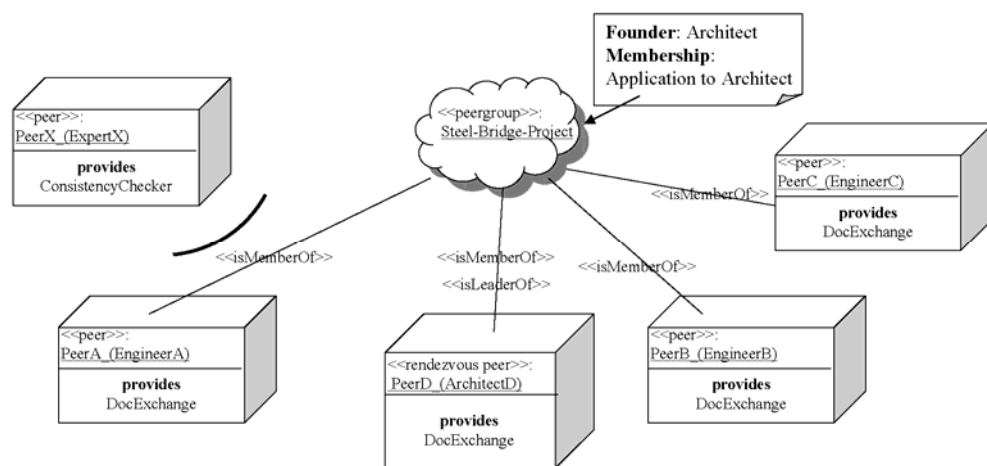 Founder: Architect
Membership:
Application to Architect
<<peergroup>>:
Steel-Bridge-Project
<<peer>>:
PeerX_(ExpertX)
provides
ConsistencyChecker
<<peer>>:
PeerC_(EngineerC)
provides
DocExchange
<<isMemberOf>>
<<isMemberOf>>
<<isMemberOf>>
<<isLeaderOf>>
<<isMemberOf>>
<<peer>>:
PeerA_(EngineerA)
provides
DocExchange
<<rendezvous peer>>:
PeerD_(ArchitectD)
provides
DocExchange
<<peer>>:
PeerB_(EngineerB)
provides
DocExchange